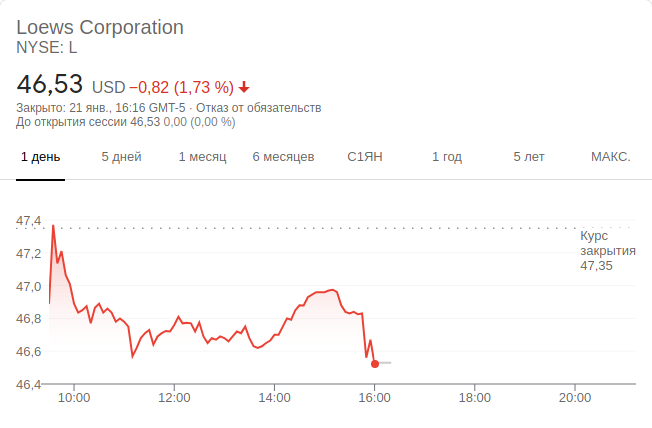 Loews Corporation
NYSE: L
46,53 USD −0,82 (1,73 %)
Закрыто: 21 янв., 16:16 GMT-5 · Отказ от обязательств
До открытия сессии 46,53 0,00 (0,00 %)
1 день 5 дней 1 месяц 6 месяцев С1ЯН 1 год 5 лет МАКС.
47,4
Курс
закрытия
47,35
47,2
47,0
46,8
46,6
46,4
10:00 12:00 14:00 16:00 18:00 20:00